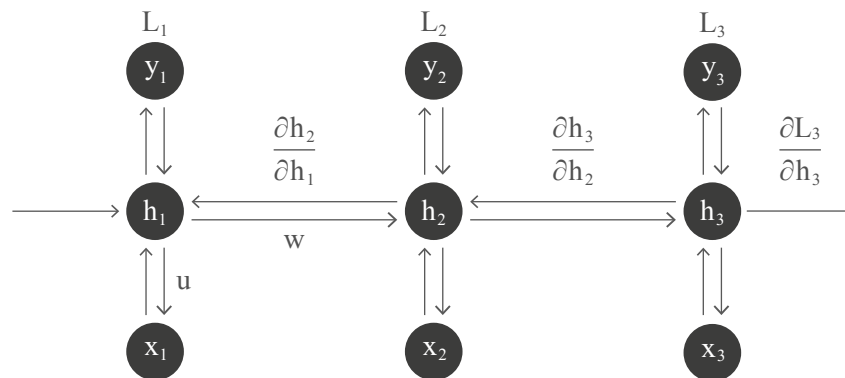 L₁ L₂ L₃
y₁ y₂ y₃
∂h₂/∂h₁ ∂h₃/∂h₂ ∂L₃/∂h₃
h₁ h₂ h₃
w
u
x₁ x₂ x₃